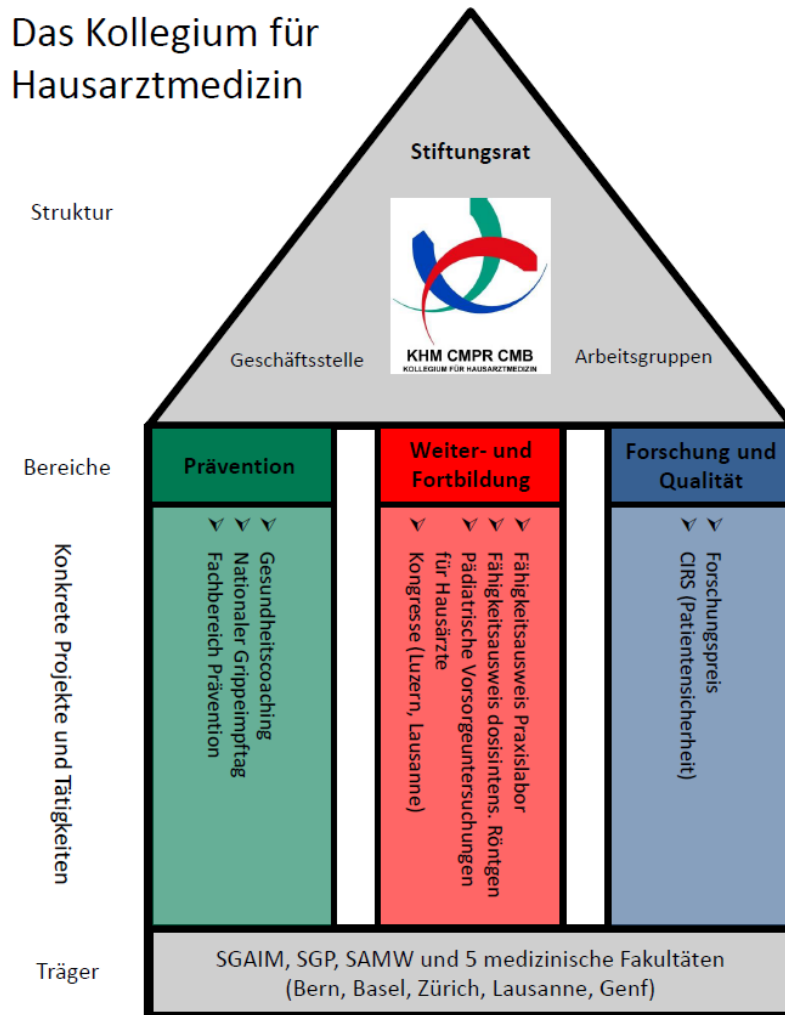 Das Kollegium für
Hausarztmedizin
Stiftungsrat
Struktur
KHM CMPR CMB
KOLLEGIUM FÜR HAUSARZTMEDIZIN
Geschäftsstelle
Arbeitsgruppen
Bereiche
Prävention
Weiter- und
Fortbildung
Forschung und
Qualität
Konkrete Projekte und Tätigkeiten
Gesundheitscoaching
Nationaler Grippeimpftag
Fachbereich Prävention
Fähigkeitsausweis Praxislabor
Fähigkeitsausweis dosisintens. Röntgen
Pädiatrische Vorsorgeuntersuchungen
für Hausärzte
Kongresse (Luzern, Lausanne)
Forschungspreis
CIRS (Patientensicherheit)
Träger
SGAIM, SGP, SAMW und 5 medizinische Fakultäten
(Bern, Basel, Zürich, Lausanne, Genf)